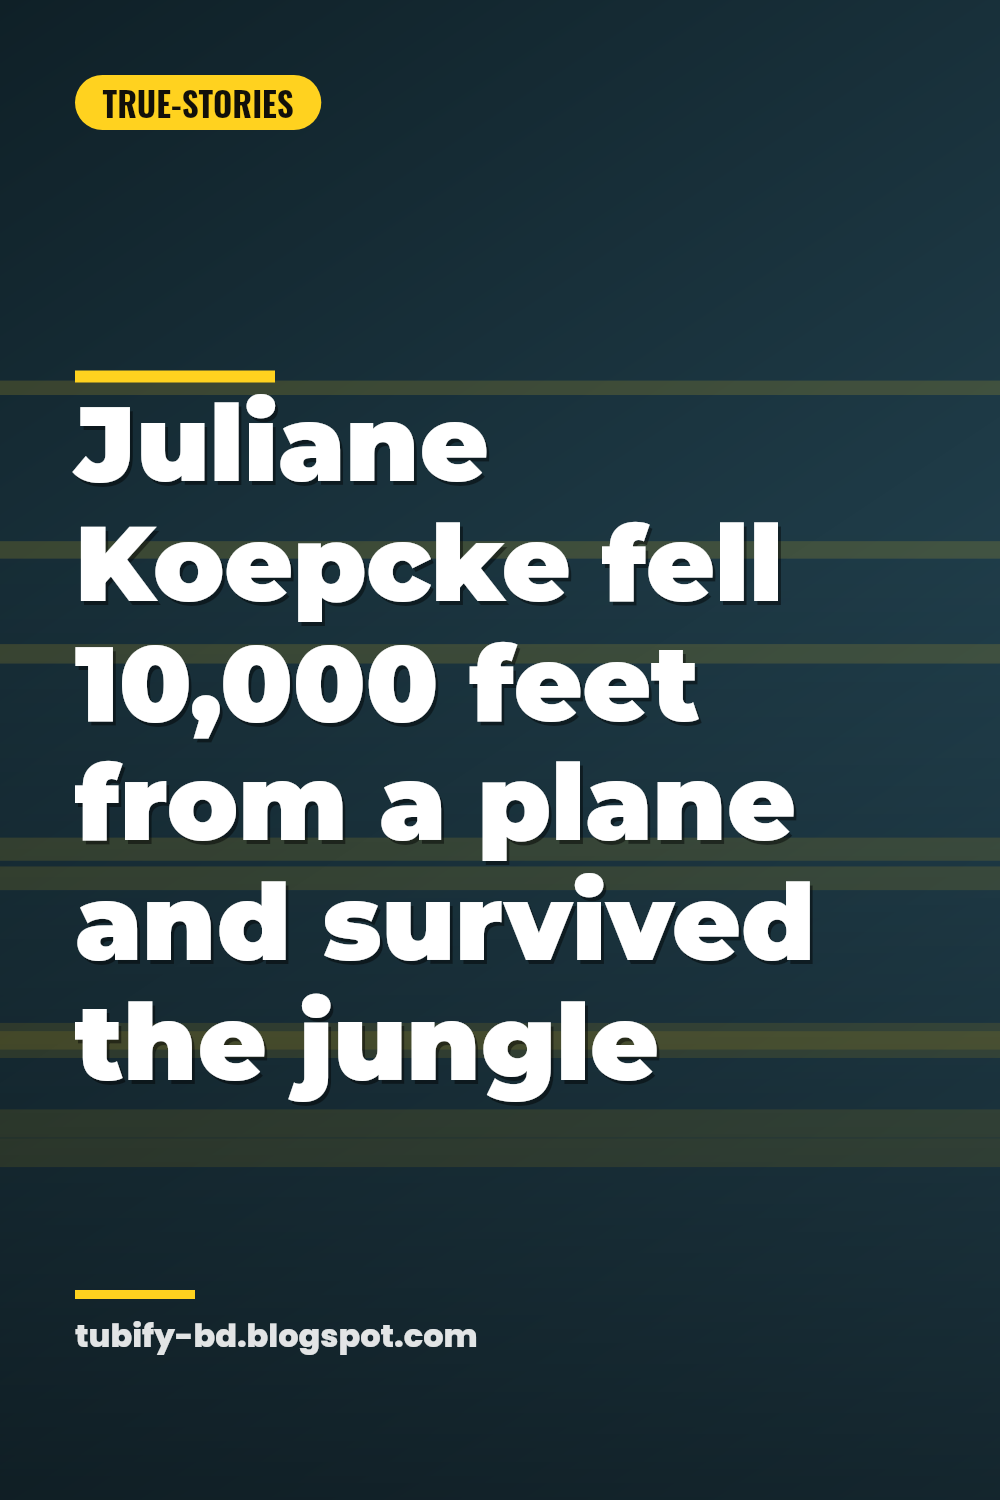 TRUE-STORIES
Juliane
Koepcke fell
10,000 feet
from a plane
and survived
the jungle
tubify-bd.blogspot.com